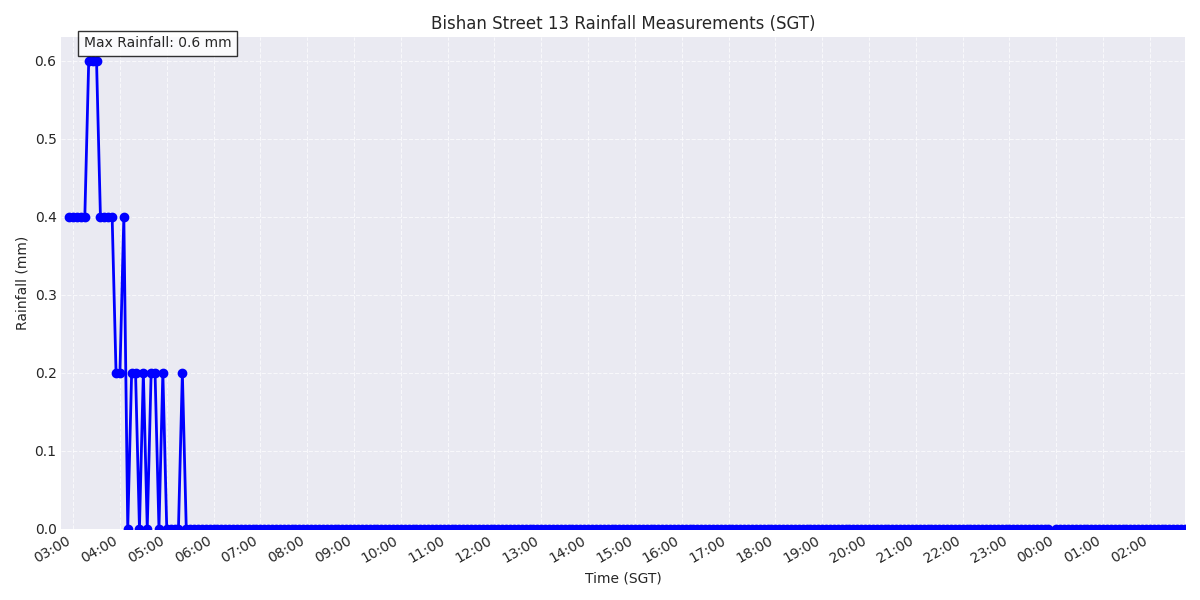 Bishan Street 13 Rainfall Measurements (SGT)
Max Rainfall: 0.6 mm
Rainfall (mm)
0.6
0.5
0.4
0.3
0.2
0.1
0.0
03:00 04:00 05:00 06:00 07:00 08:00 09:00 10:00 11:00 12:00 13:00 14:00 15:00 16:00 17:00 18:00 19:00 20:00 21:00 22:00 23:00 00:00 01:00 02:00
Time (SGT)